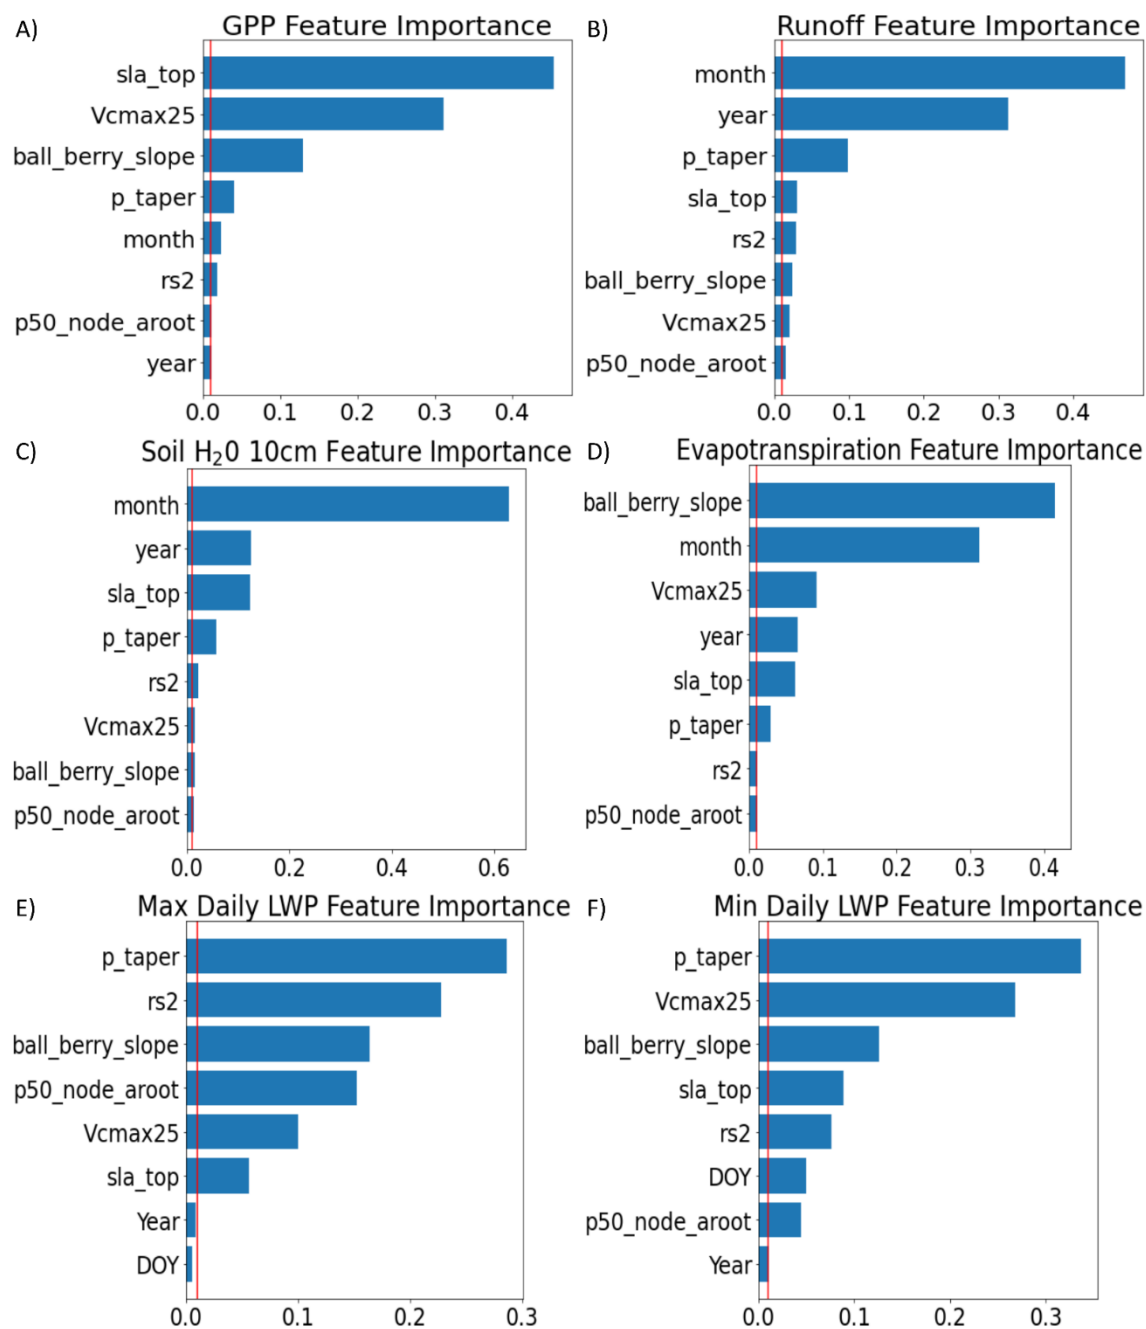 A)
GPP Feature Importance
sla_top
Vcmax25
ball_berry_slope
p_taper
month
rs2
p50_node_aroot
year
0.0 0.1 0.2 0.3 0.4
B)
Runoff Feature Importance
month
year
p_taper
sla_top
rs2
ball_berry_slope
Vcmax25
p50_node_aroot
0.0 0.1 0.2 0.3 0.4
C)
Soil H₂0 10cm Feature Importance
month
year
sla_top
p_taper
rs2
Vcmax25
ball_berry_slope
p50_node_aroot
0.0 0.2 0.4 0.6
D)
Evapotranspiration Feature Importance
ball_berry_slope
month
Vcmax25
year
sla_top
p_taper
rs2
p50_node_aroot
0.0 0.1 0.2 0.3 0.4
E)
Max Daily LWP Feature Importance
p_taper
rs2
ball_berry_slope
p50_node_aroot
Vcmax25
sla_top
Year
DOY
0.0 0.1 0.2 0.3
F)
Min Daily LWP Feature Importance
p_taper
Vcmax25
ball_berry_slope
sla_top
rs2
DOY
p50_node_aroot
Year
0.0 0.1 0.2 0.3